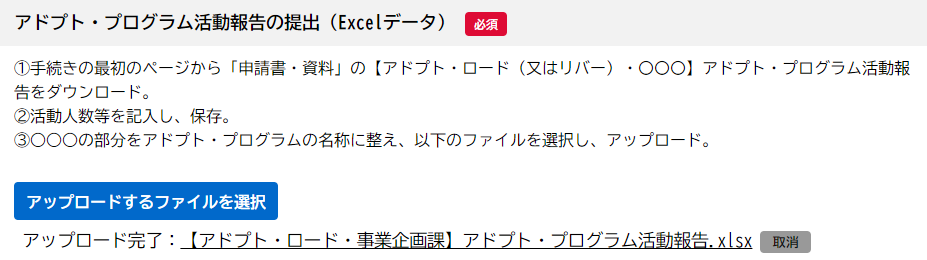 アドプト・プログラム活動報告の提出（Excelデータ） 必須
①手続きの最初のページから「申請書・資料」の【アドプト・ロード（又はリバー）・〇〇〇】アドプト・プログラム活動報
告をダウンロード。
②活動人数等を記入し、保存。
③〇〇〇の部分をアドプト・プログラムの名称に整え、以下のファイルを選択し、アップロード。
アップロードするファイルを選択
アップロード完了：【アドプト・ロード・事業企画課】アドプト・プログラム活動報告.xlsx 取消